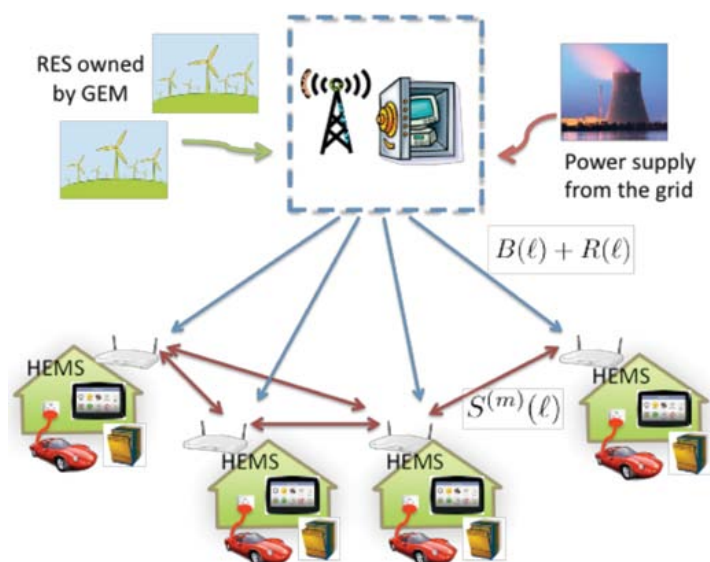 RES owned
by GEM
Power supply
from the grid
B(ℓ) + R(ℓ)
HEMS
HEMS
S^{(m)}(ℓ)
HEMS
HEMS